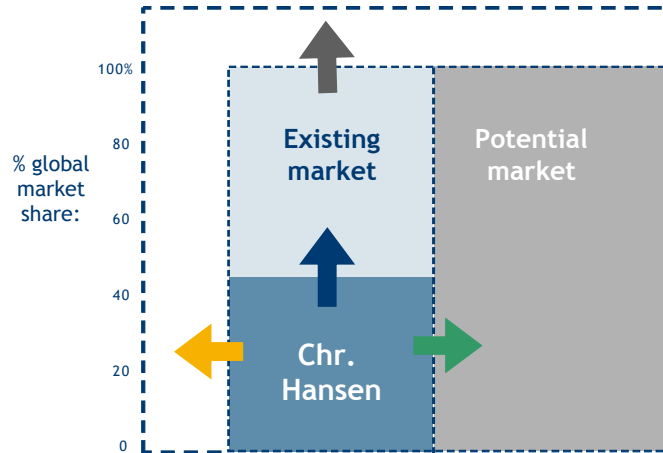 100%
80
% global
market
share:
60
40
20
0
Existing
market
Potential
market
Chr.
Hansen